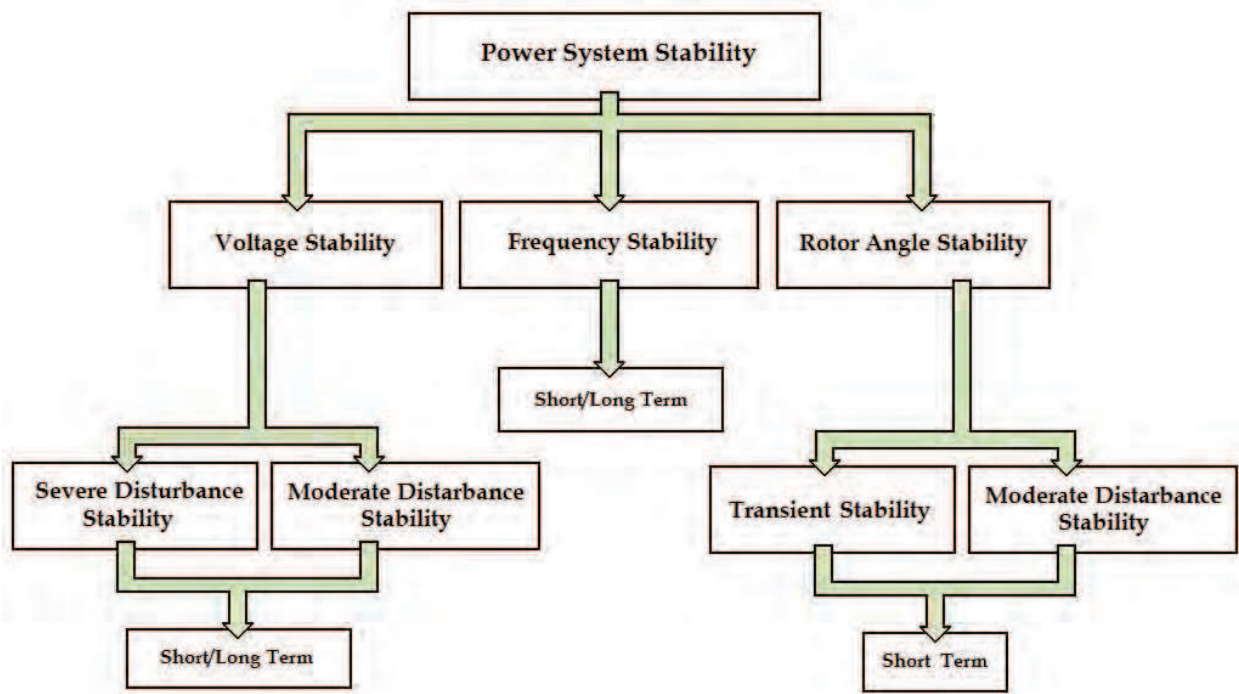 Power System Stability
Voltage Stability
Frequency Stability
Rotor Angle Stability
Short/Long Term
Severe Disturbance
Stability
Moderate Distarbance
Stability
Transient Stability
Moderate Distarbance
Stability
Short/Long Term
Short Term